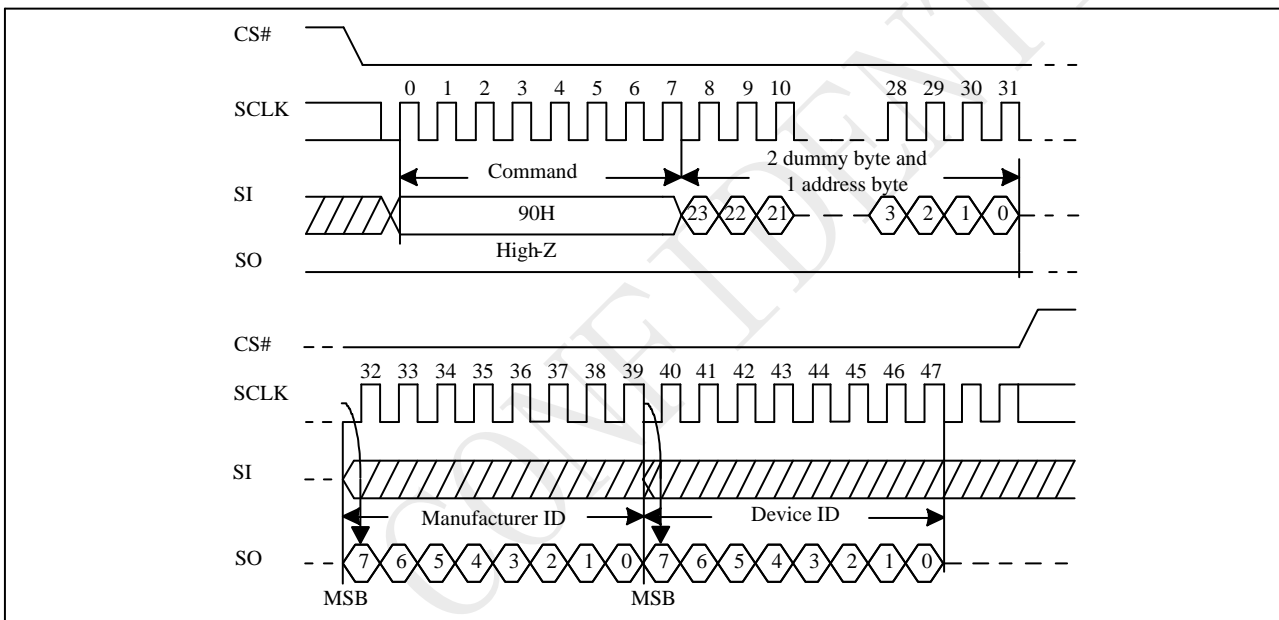 CS#
0 1 2 3 4 5 6 7 8 9 10 28 29 30 31
SCLK
Command
2 dummy byte and
1 address byte
SI
90H
23 22 21 3 2 1 0
High-Z
SO
CS#
32 33 34 35 36 37 38 39 40 41 42 43 44 45 46 47
SCLK
SI
Manufacturer ID
Device ID
SO
7 6 5 4 3 2 1 0 7 6 5 4 3 2 1 0
MSB
MSB
CONFIDENT